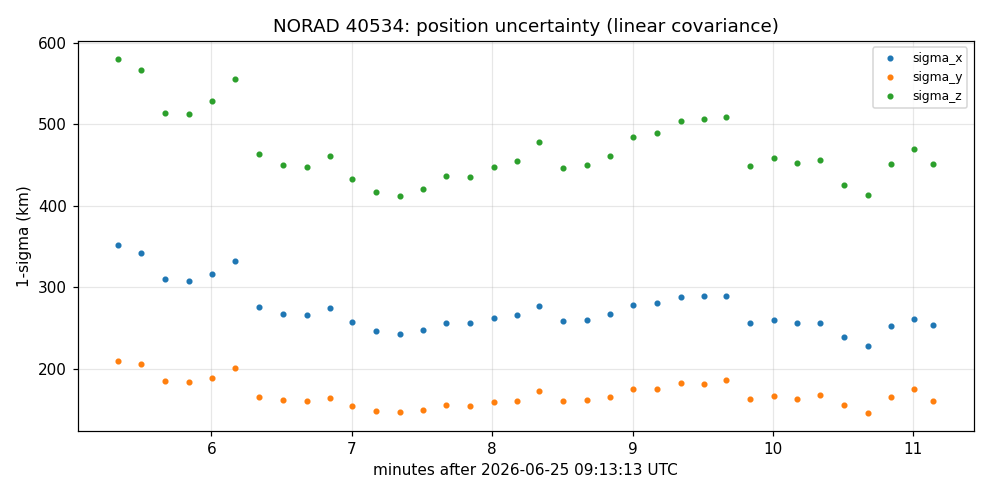 NORAD 40534: position uncertainty (linear covariance)
sigma_x
sigma_y
sigma_z
1-sigma (km)
600
500
400
300
200
6 7 8 9 10 11
minutes after 2026-06-25 09:13:13 UTC